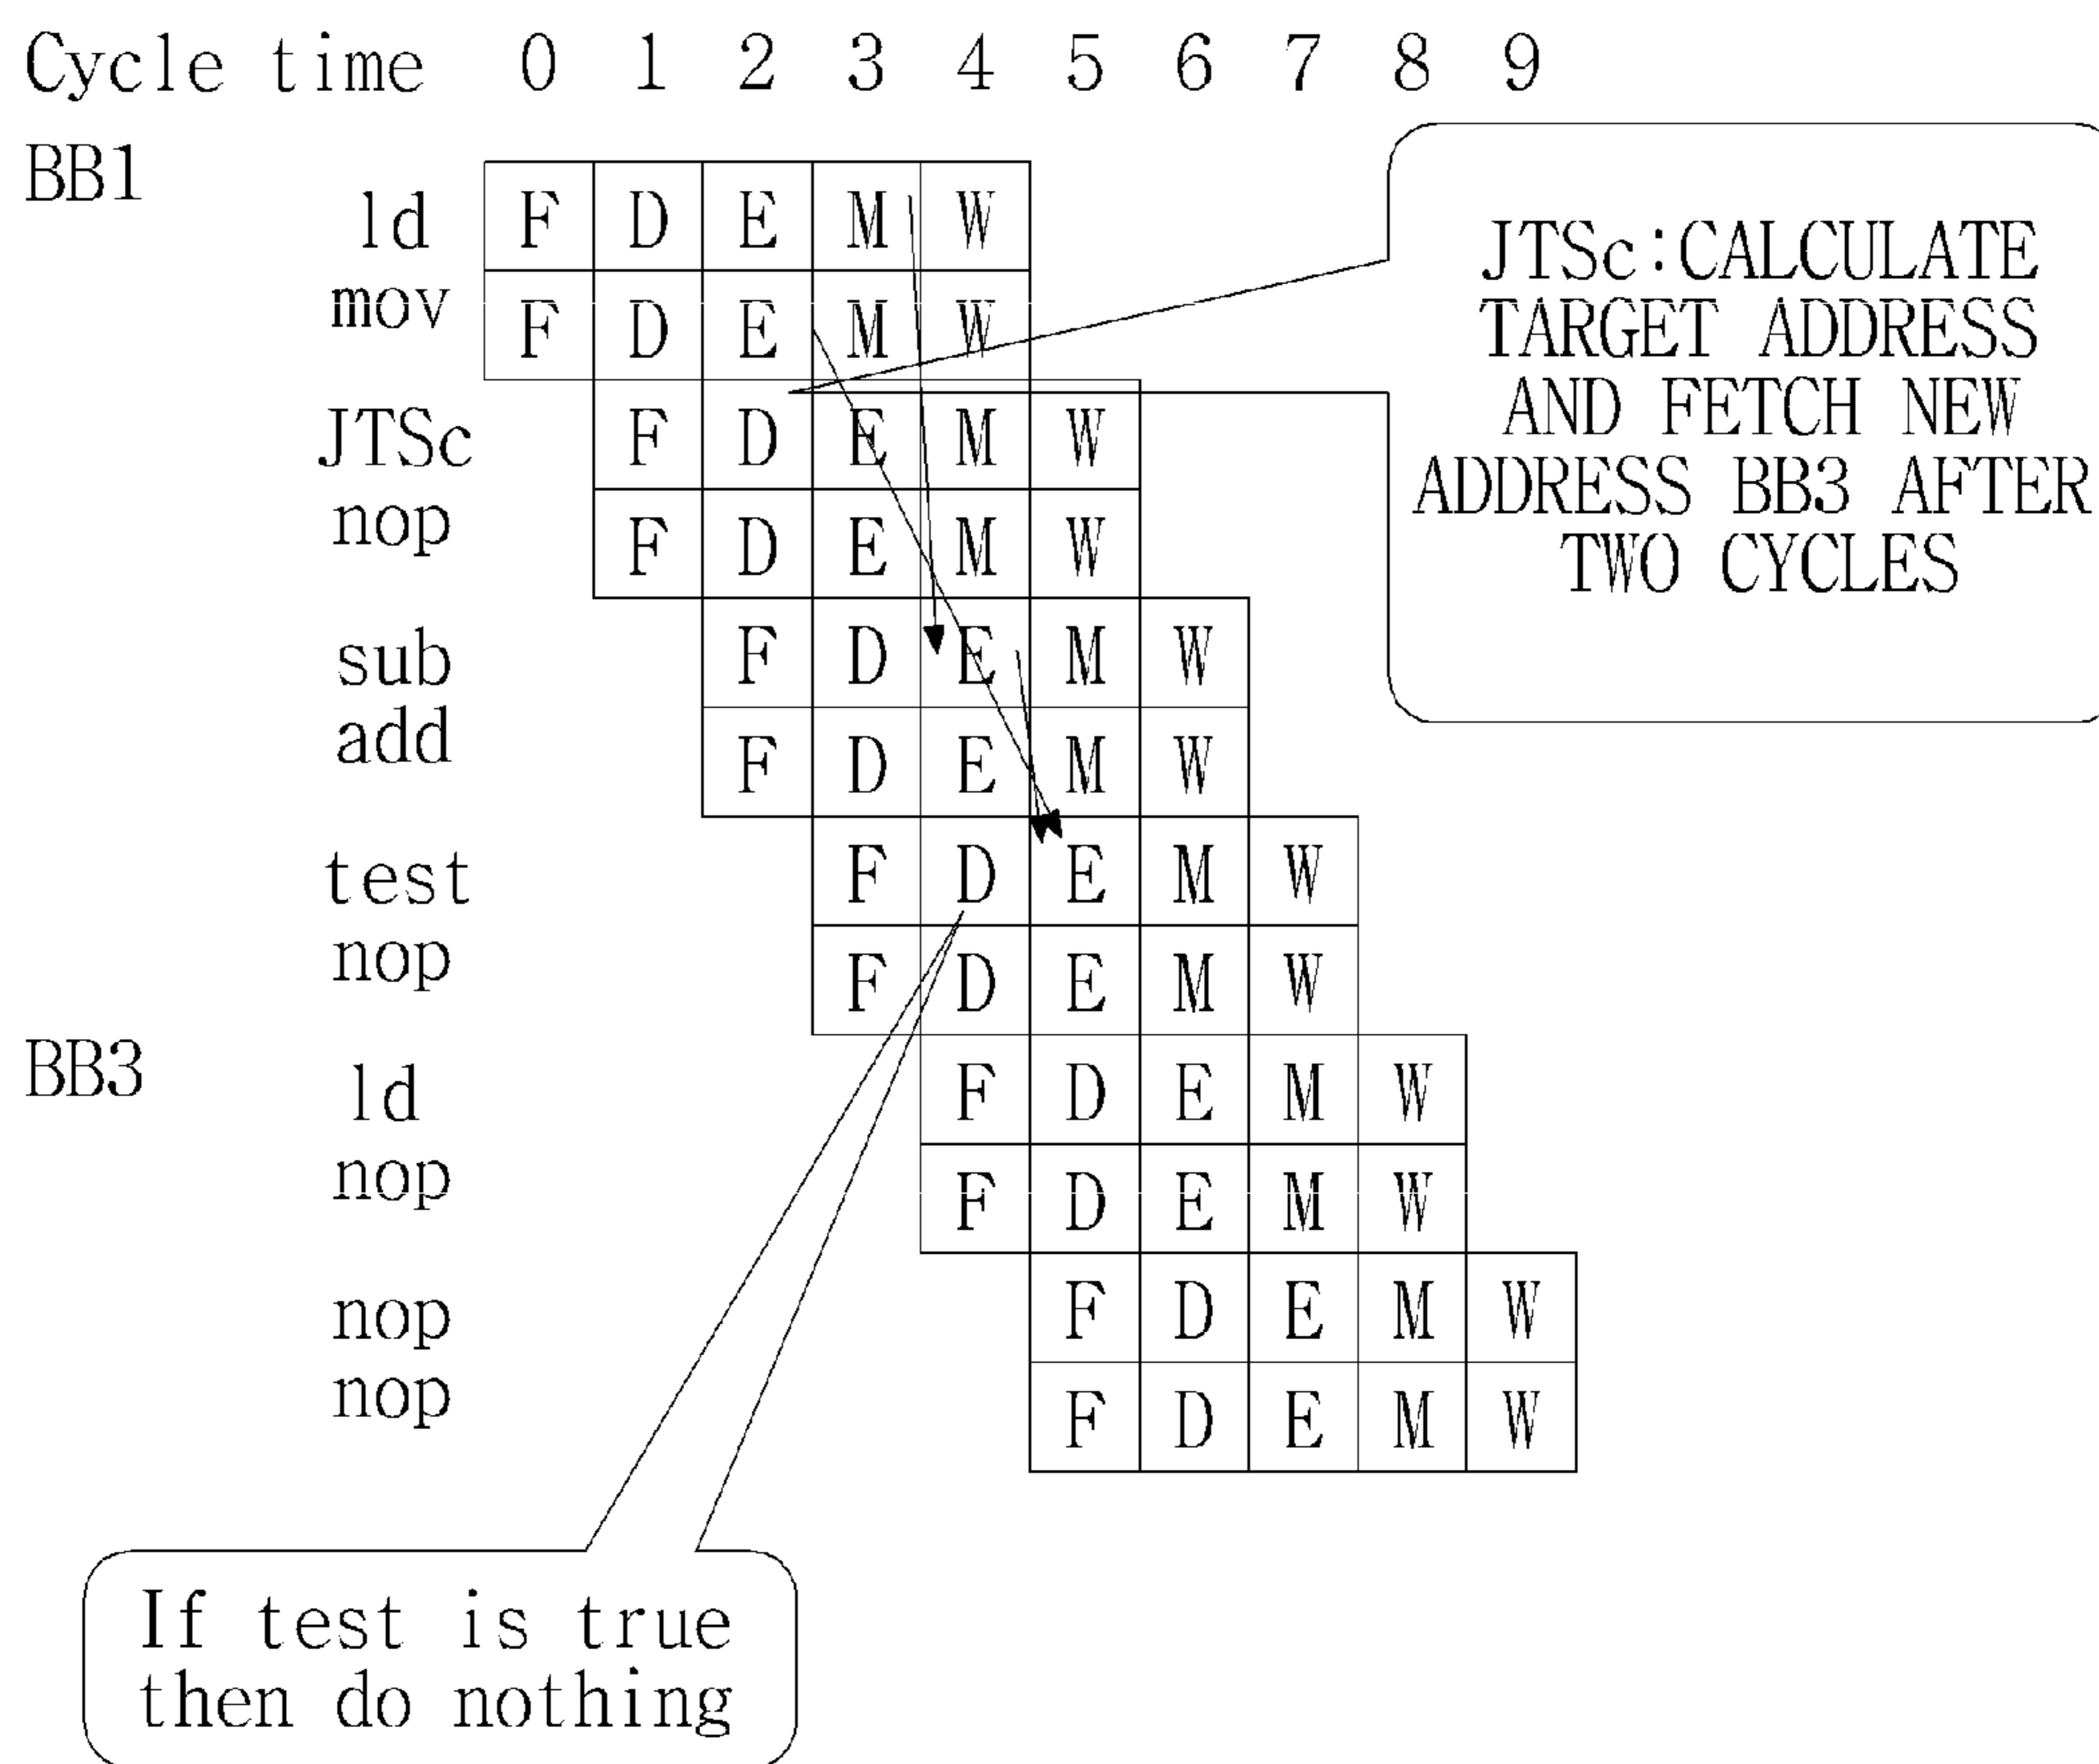 Cycle time 0 1 2 3 4 5 6 7 8 9
BB1
ld F D E M W
mov F D E M W
JTSc F D E M W
nop F D E M W
sub F D E M W
add F D E M W
test F D E M W
nop F D E M W
BB3
ld F D E M W
nop F D E M W
nop F D E M W
nop F D E M W
JTSc:CALCULATE
TARGET ADDRESS
AND FETCH NEW
ADDRESS BB3 AFTER
TWO CYCLES
If test is true
then do nothing